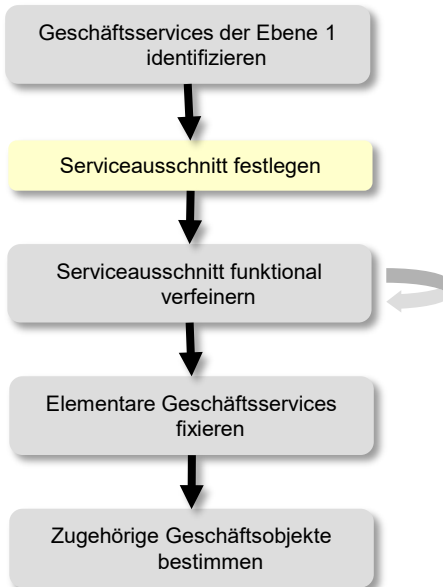 Geschäftsservices der Ebene 1
identifizieren
Serviceausschnitt festlegen
Serviceausschnitt funktional
verfeinern
Elementare Geschäftsservices
fixieren
Zugehörige Geschäftsobjekte
bestimmen